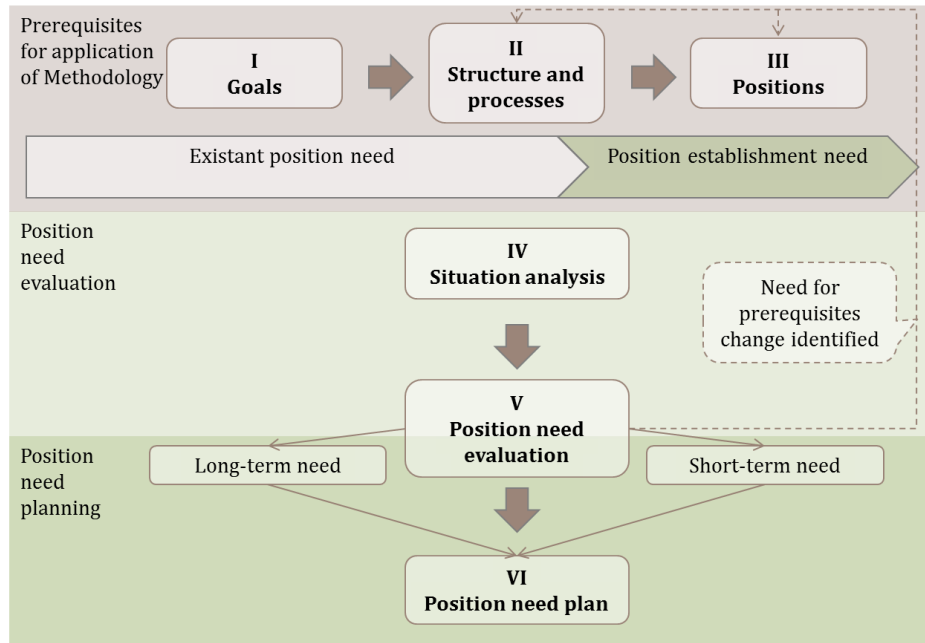 Prerequisites
for application
of Methodology
I
Goals
II
Structure and
processes
III
Positions
Existant position need
Position establishment need
Position
need
evaluation
IV
Situation analysis
Need for
prerequisites
change identified
V
Position need
evaluation
Position
need
planning
Long-term need
Short-term need
VI
Position need plan